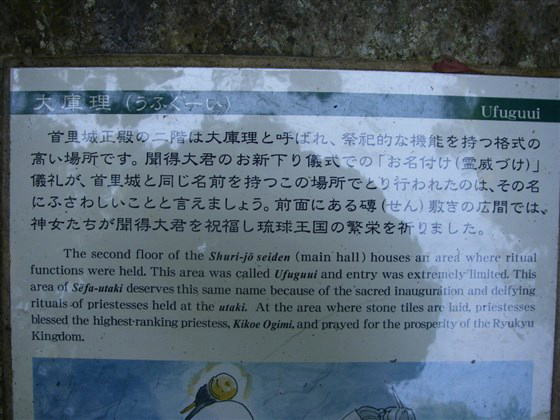 大庫理（うふぐーい）
Ufuguui
首里城正殿の二階は大庫理と呼ばれ、祭祀的な機能を持つ格式の
高い場所です。聞得大君のお新下り儀式での「お名付け(霊威づけ)」
儀礼が、首里城と同じ名前を持つこの場所でとり行われたのは、その名
にふさわしいことと言えましょう。前面にある磚(せん)敷きの広間では、
神女たちが聞得大君を祝福し琉球王国の繁栄を祈りました。
The second floor of the Shuri-jō seiden (main hall) houses an area where ritual
functions were held. This area was called Ufuguui and entry was extremely limited. This
area of Sēfa-utaki deserves this same name because of the sacred inauguration and deifying
rituals of priestesses held at the utaki. At the area where stone tiles are laid, priestesses
blessed the highest-ranking priestess, Kikoe Ogimi, and prayed for the prosperity of the Ryukyu
Kingdom.